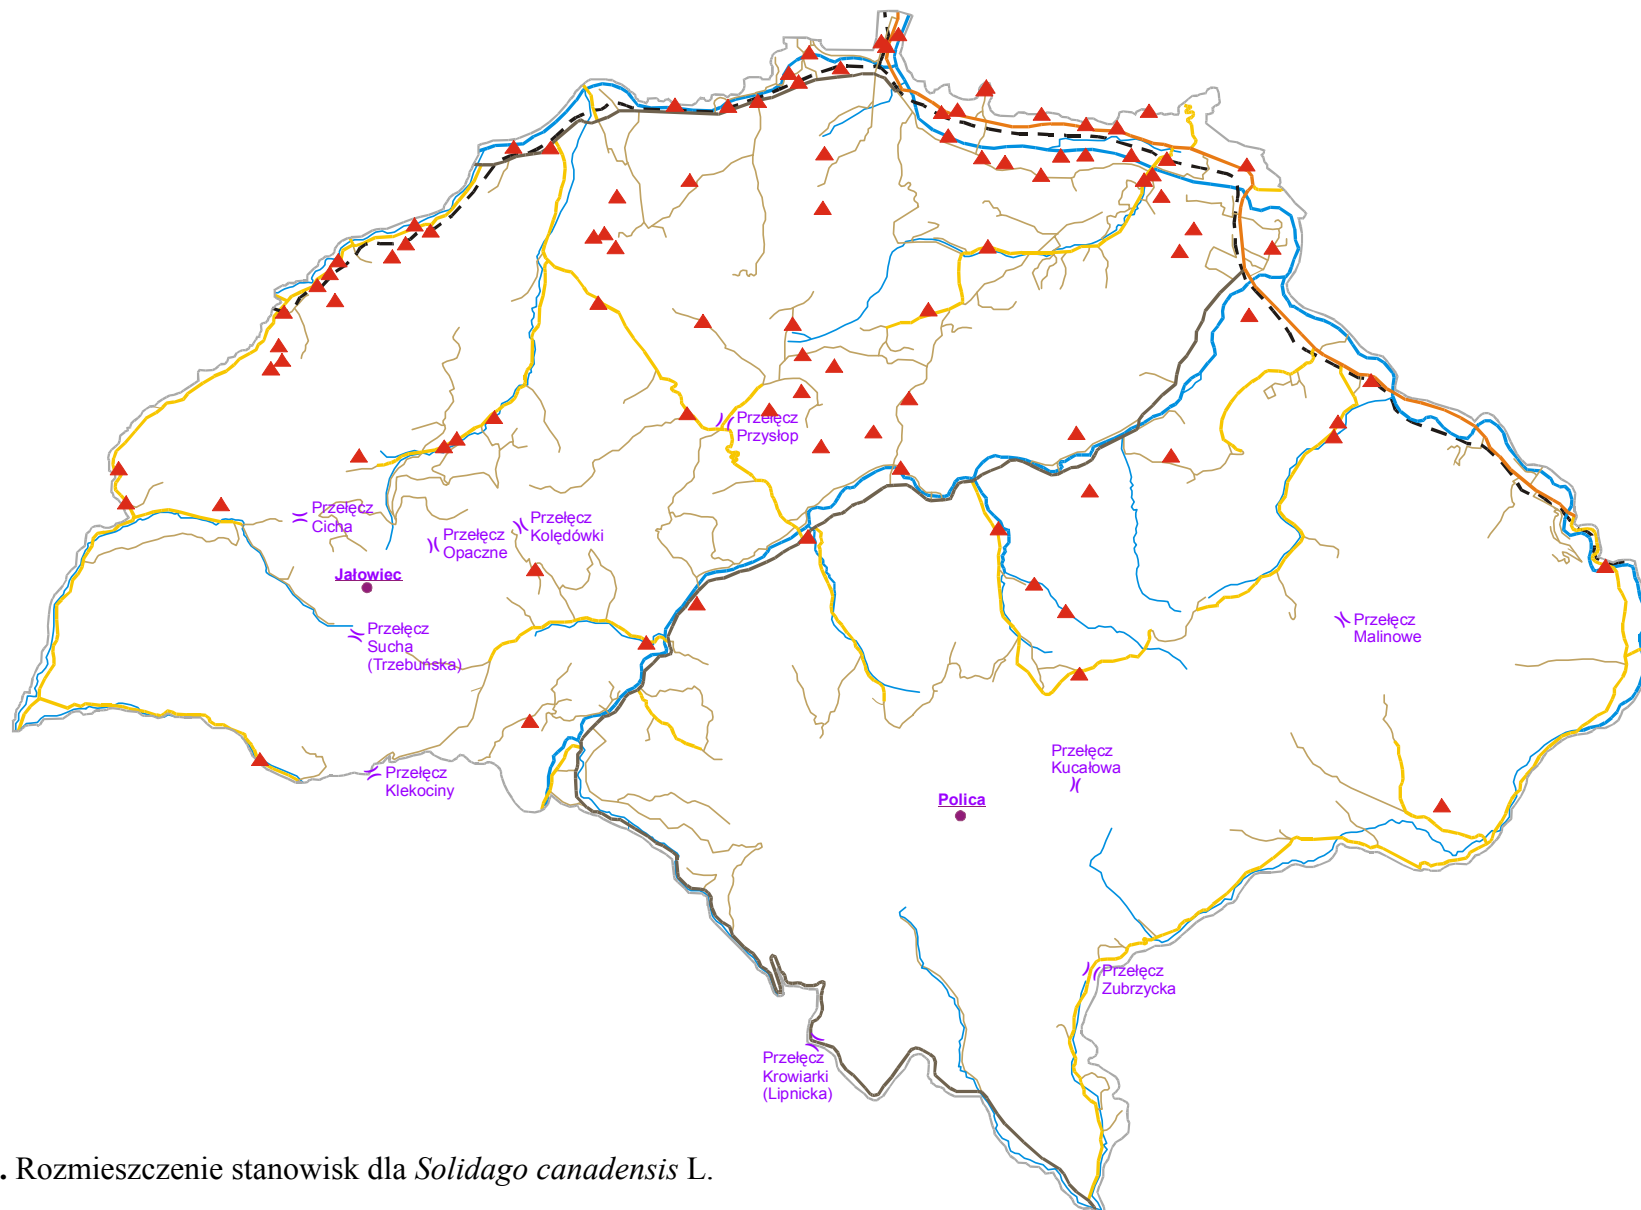 Przełęcz
Przysłop
Przełęcz
Cicha
Przełęcz
Kolędówki
Przełęcz
Opaczne
Jałowiec
Przełęcz
Sucha
(Trzebuńska)
Przełęcz
Malinowe
Przełęcz
Klekociny
Przełęcz
Kucałowa
Polica
Przełęcz
Zubrzycka
Przełęcz
Krowiarki
(Lipnicka)
. Rozmieszczenie stanowisk dla Solidago canadensis L.